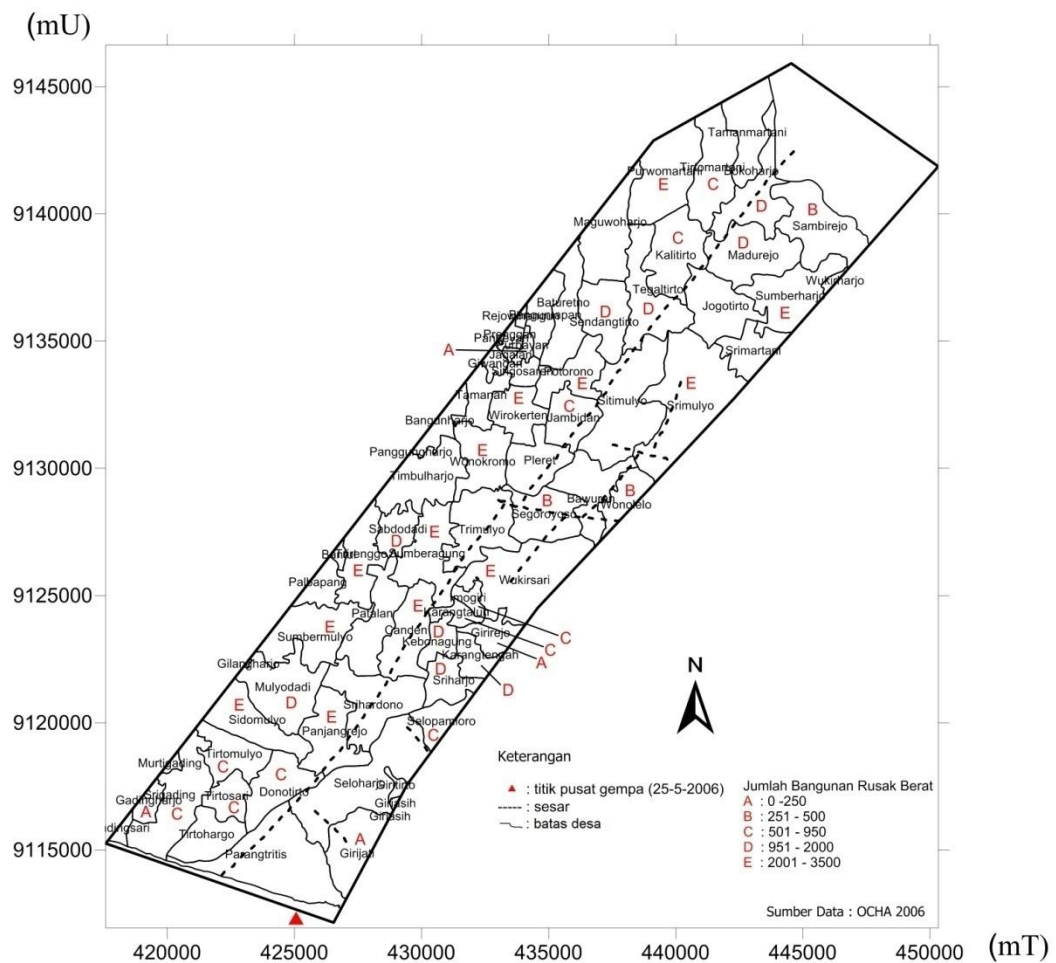 (mU)
9145000
9140000
9135000
9130000
9125000
9120000
9115000
420000 425000 430000 435000 440000 445000 450000 (mT)
Tamanmartani
Purwomartani
Tirtomartani
Bokoharjo
E
C
D
B
Sambirejo
Maguwoharjo
C
Kalitirto
D
Madurejo
Wukirharjo
Tegaltirto
D
Jogotirto
Sumberharjo
E
Baturetno
D
Sendangtirto
Srimartani
A
Tamanan
E
Wirokerten
E
C
Jambidan
Sitimulyo
E
Srimulyo
Bangunharjo
Panggungharjo
E
Wonokromo
Pleret
Timbulharjo
B
Segoroyoso
Bawuran
B
Wonolelo
Sabdodadi
D
E
Sumberagung
Trimulyo
E
Palbapang
E
Wukirsari
Imogiri
Karangtalun
Patalan
E
Canden
D
Kebonagung
Girirejo
Karangtengah
C
C
A
D
E
Sumbermulyo
Gilangharjo
D
Sriharjo
Mulyodadi
D
E
Sidomulyo
E
Panjangrejo
Srihardono
Selopamioro
C
Murtigading
Tirtomulyo
C
C
Donotirto
Seloharjo
Srigading
Gadingharjo
A
C
Tirtosari
C
Tirtohargo
Parangtritis
A
Girijati
dingsari
N
Keterangan
: titik pusat gempa (25-5-2006)
: sesar
: batas desa
Jumlah Bangunan Rusak Berat
A : 0 -250
B : 251 - 500
C : 501 - 950
D : 951 - 2000
E : 2001 - 3500
Sumber Data : OCHA 2006